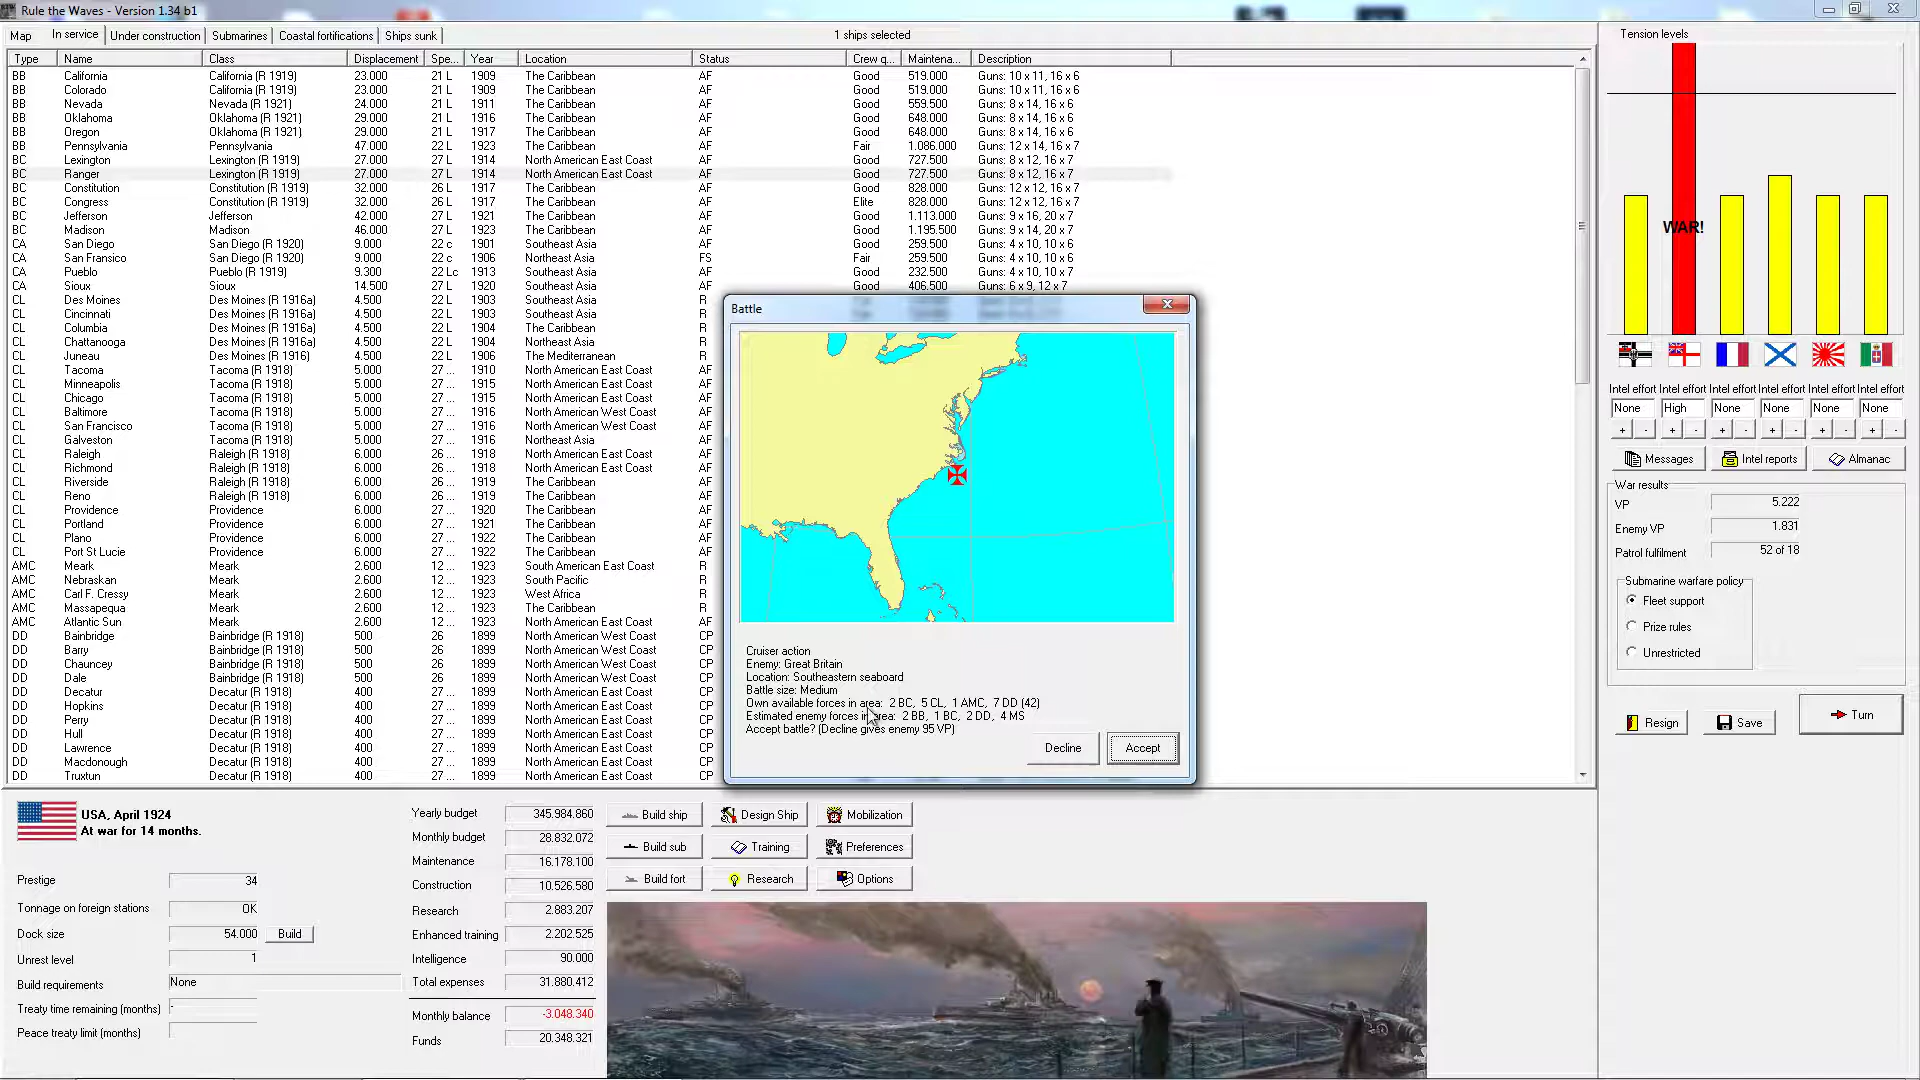 Rule the Waves - Version 1.34 b1
Map In service Under construction Submarines Coastal fortifications Ships sunk 1 ships selected
Type Name Class Displacement Spe... Year Location Status Crew q... Maintena... Description
BB California California (R 1919) 23.000 21 L 1909 The Caribbean AF Good 519.000 Guns: 10 x 11, 16 x 6
BB Colorado California (R 1919) 23.000 21 L 1909 The Caribbean AF Good 519.000 Guns: 10 x 11, 16 x 6
BB Nevada Nevada (R 1921) 24.000 21 L 1911 The Caribbean AF Good 559.500 Guns: 8 x 14, 16 x 6
BB Oklahoma Oklahoma (R 1921) 29.000 21 L 1916 The Caribbean AF Good 648.000 Guns: 8 x 14, 16 x 6
BB Oregon Oklahoma (R 1921) 29.000 21 L 1917 The Caribbean AF Good 648.000 Guns: 8 x 14, 16 x 6
BB Pennsylvania Pennsylvania 47.000 22 L 1923 The Caribbean AF Fair 1.086.000 Guns: 12 x 14, 16 x 7
BC Lexington Lexington (R 1919) 27.000 27 L 1914 North American East Coast AF Good 727.500 Guns: 8 x 12, 16 x 7
BC Ranger Lexington (R 1919) 27.000 27 L 1914 North American East Coast AF Good 727.500 Guns: 8 x 12, 16 x 7
BC Constitution Constitution (R 1919) 32.000 26 L 1917 The Caribbean AF Good 828.000 Guns: 12 x 12, 16 x 7
BC Congress Constitution (R 1919) 32.000 26 L 1917 The Caribbean AF Elite 828.000 Guns: 12 x 12, 16 x 7
BC Jefferson Jefferson 42.000 27 L 1921 The Caribbean AF Good 1.113.000 Guns: 9 x 16, 20 x 7
BC Madison Madison 46.000 27 L 1923 The Caribbean AF Good 1.195.500 Guns: 9 x 14, 20 x 7
CA San Diego San Diego (R 1920) 9.000 22 c 1901 Southeast Asia AF Good 259.500 Guns: 4 x 10, 10 x 6
CA San Fransico San Diego (R 1920) 9.000 22 c 1906 Northeast Asia FS Fair 259.500 Guns: 4 x 10, 10 x 6
CA Pueblo Pueblo (R 1919) 9.300 22 Lc 1913 Southeast Asia AF Good 232.500 Guns: 4 x 10, 10 x 7
CA Sioux Sioux 14.500 27 L 1920 Southeast Asia AF Good 406.500 Guns: 6 x 9, 12 x 7
CL Des Moines Des Moines (R 1916a) 4.500 22 L 1903 Southeast Asia R
CL Cincinnati Des Moines (R 1916a) 4.500 22 L 1903 Southeast Asia R
CL Columbia Des Moines (R 1916a) 4.500 22 L 1904 The Caribbean R
CL Chattanooga Des Moines (R 1916a) 4.500 22 L 1904 Northeast Asia R
CL Juneau Des Moines (R 1916) 4.500 22 L 1906 The Mediterranean R
CL Tacoma Tacoma (R 1918) 5.000 27 ... 1910 North American East Coast AF
CL Minneapolis Tacoma (R 1918) 5.000 27 ... 1915 North American East Coast AF
CL Chicago Tacoma (R 1918) 5.000 27 ... 1915 North American East Coast AF
CL Baltimore Tacoma (R 1918) 5.000 27 ... 1916 North American West Coast AF
CL San Francisco Tacoma (R 1918) 5.000 27 ... 1916 North American West Coast AF
CL Galveston Tacoma (R 1918) 5.000 27 ... 1916 Northeast Asia AF
CL Raleigh Raleigh (R 1918) 6.000 26 ... 1918 North American East Coast AF
CL Richmond Raleigh (R 1918) 6.000 26 ... 1918 North American East Coast AF
CL Riverside Raleigh (R 1918) 6.000 26 ... 1919 The Caribbean AF
CL Reno Raleigh (R 1918) 6.000 26 ... 1919 The Caribbean AF
CL Providence Providence 6.000 27 ... 1920 The Caribbean AF
CL Portland Providence 6.000 27 ... 1921 The Caribbean AF
CL Plano Providence 6.000 27 ... 1922 The Caribbean AF
CL Port St Lucie Providence 6.000 27 ... 1922 The Caribbean AF
AMC Meark Meark 2.600 12 ... 1923 South American East Coast R
AMC Nebraskan Meark 2.600 12 ... 1923 South Pacific R
AMC Carl F. Cressy Meark 2.600 12 ... 1923 West Africa R
AMC Massapequa Meark 2.600 12 ... 1923 The Caribbean R
AMC Atlantic Sun Meark 2.600 12 ... 1923 North American East Coast R
DD Bainbridge Bainbridge (R 1918) 500 26 1899 North American West Coast CP
DD Barry Bainbridge (R 1918) 500 26 1899 North American West Coast CP
DD Chauncey Bainbridge (R 1918) 500 26 1899 North American West Coast CP
DD Dale Bainbridge (R 1918) 500 26 1899 North American West Coast CP
DD Decatur Decatur (R 1918) 400 27 ... 1899 North American East Coast CP
DD Hopkins Decatur (R 1918) 400 27 ... 1899 North American East Coast CP
DD Perry Decatur (R 1918) 400 27 ... 1899 North American East Coast CP
DD Hull Decatur (R 1918) 400 27 ... 1899 North American East Coast CP
DD Lawrence Decatur (R 1918) 400 27 ... 1899 North American East Coast CP
DD Macdonough Decatur (R 1918) 400 27 ... 1899 North American East Coast CP
DD Truxtun Decatur (R 1918) 400 27 ... 1899 North American East Coast CP
Battle
Cruiser action
Enemy: Great Britain
Location: Southeastern seaboard
Battle size: Medium
Own available forces in area: 2 BC, 5 CL, 1 AMC, 7 DD (42)
Estimated enemy forces in area: 2 BB, 1 BC, 2 DD, 4 MS
Accept battle? (Decline gives enemy 95 VP)
Decline Accept
Tension levels
WAR!
Intel effort Intel effort Intel effort Intel effort Intel effort Intel effort
None High None None None None
+ - + - + - + - + - + -
Messages Intel reports Almanac
War results
VP 5.222
Enemy VP 1.831
Patrol fulfilment 52 of 18
Submarine warfare policy
Fleet support
Prize rules
Unrestricted
Resign Save Turn
USA, April 1924
At war for 14 months.
Prestige 34
Tonnage on foreign stations OK
Dock size 54.000 Build
Unrest level 1
Build requirements None
Treaty time remaining (months) -
Peace treaty limit (months)
Yearly budget 345.984.860
Monthly budget 28.832.072
Maintenance 16.178.100
Construction 10.526.580
Research 2.883.207
Enhanced training 2.202.525
Intelligence 90.000
Total expenses 31.880.412
Monthly balance -3.048.340
Funds 20.348.321
Build ship Design Ship Mobilization
Build sub Training Preferences
Build fort Research Options